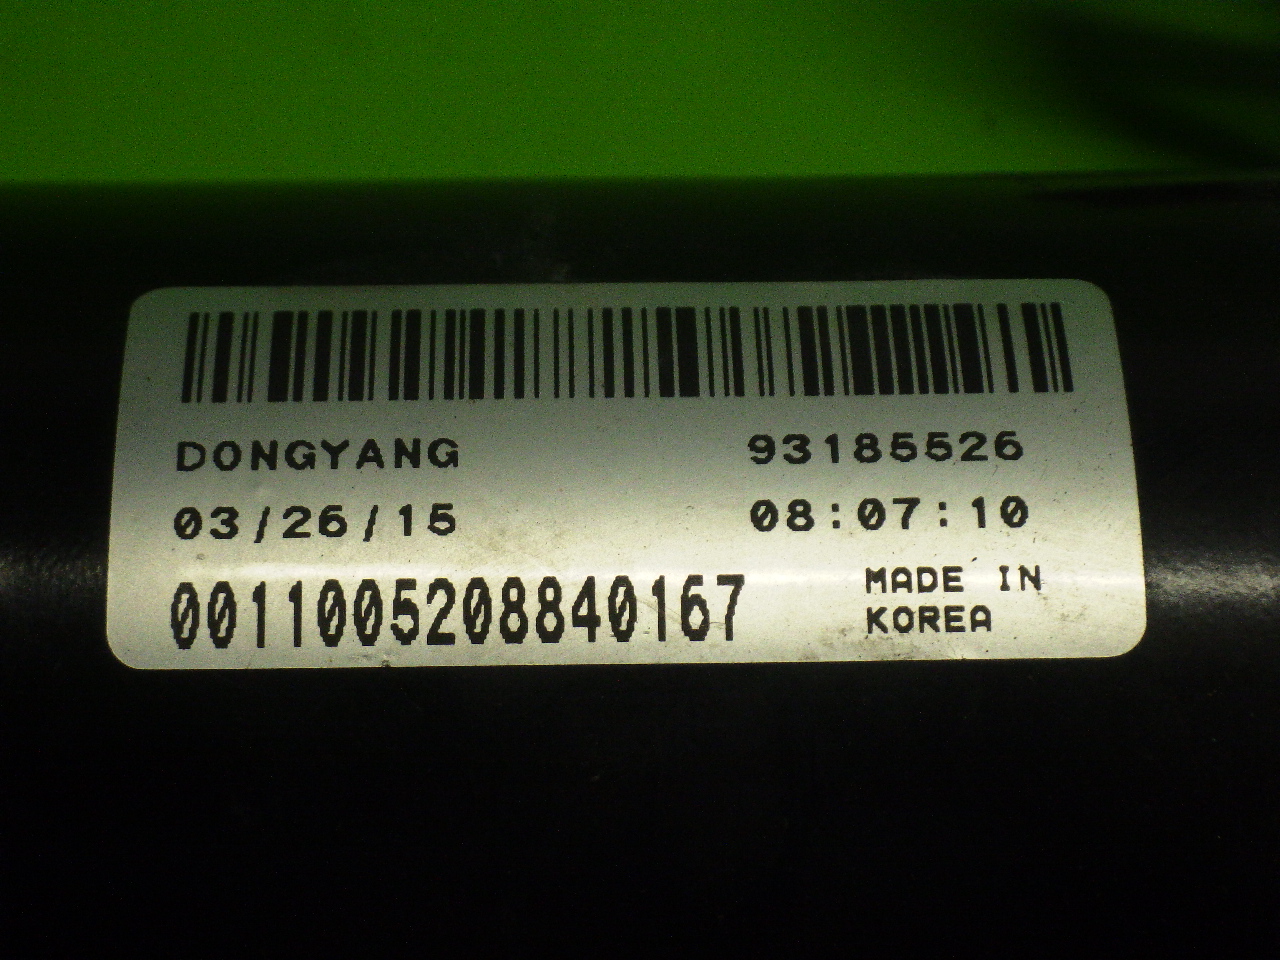 DONGYANG 93185526
03/26/15 08:07:10
0011005208840167 MADE IN
KOREA